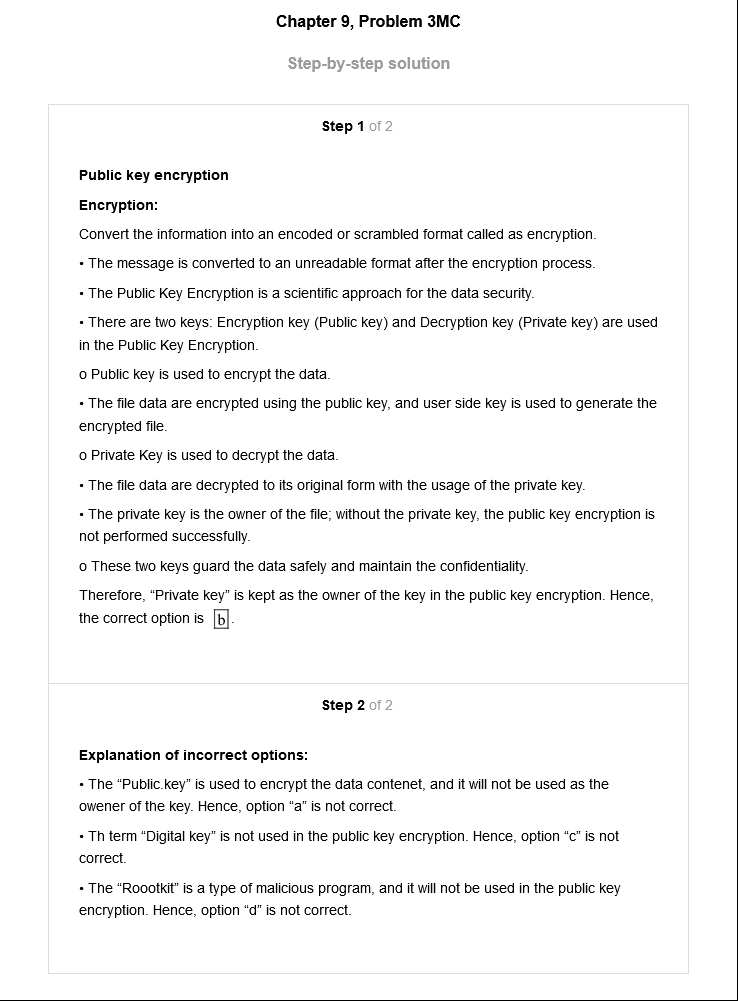 Chapter 9, Problem 3MC
Step-by-step solution
Step 1 of 2
Public key encryption
Encryption:
Convert the information into an encoded or scrambled format called as encryption.
• The message is converted to an unreadable format after the encryption process.
• The Public Key Encryption is a scientific approach for the data security.
• There are two keys: Encryption key (Public key) and Decryption key (Private key) are used
in the Public Key Encryption.
o Public key is used to encrypt the data.
• The file data are encrypted using the public key, and user side key is used to generate the
encrypted file.
o Private Key is used to decrypt the data.
• The file data are decrypted to its original form with the usage of the private key.
• The private key is the owner of the file; without the private key, the public key encryption is
not performed successfully.
o These two keys guard the data safely and maintain the confidentiality.
Therefore, “Private key” is kept as the owner of the key in the public key encryption. Hence,
the correct option is b.
Step 2 of 2
Explanation of incorrect options:
• The “Public.key” is used to encrypt the data contenet, and it will not be used as the
owener of the key. Hence, option “a” is not correct.
• Th term “Digital key” is not used in the public key encryption. Hence, option “c” is not
correct.
• The “Roootkit” is a type of malicious program, and it will not be used in the public key
encryption. Hence, option “d” is not correct.